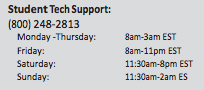 Student Tech Support:
(800) 248-2813
Monday -Thursday: 8am-3am EST
Friday: 8am-11pm EST
Saturday: 11:30am-8pm EST
Sunday: 11:30am-2am ES